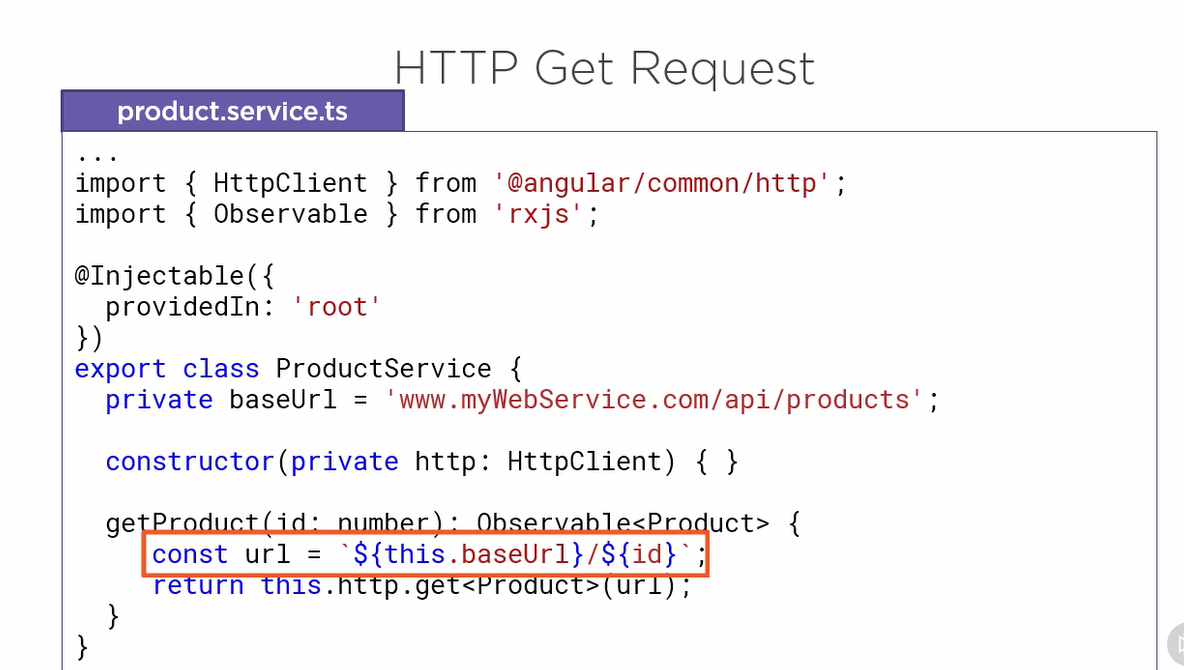 HTTP Get Request
product.service.ts
...
import { HttpClient } from '@angular/common/http';
import { Observable } from 'rxjs';
@Injectable({
providedIn: 'root'
})
export class ProductService {
private baseUrl = 'www.myWebService.com/api/products';
constructor(private http: HttpClient) { }
getProduct(id: number): Observable<Product> {
const url = `${this.baseUrl}/${id}`;
return this.http.get<Product>(url);
}
}